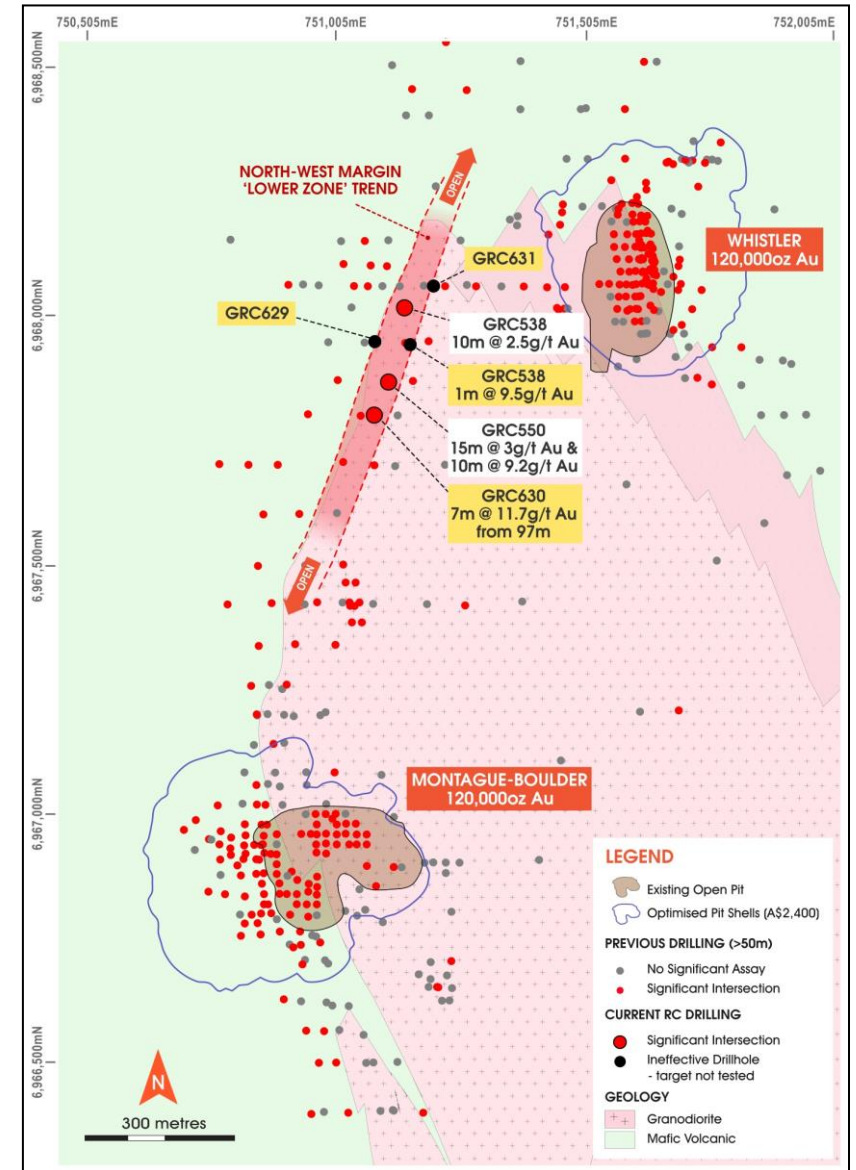 750,505mE
751,005mE
751,505mE
752,005mE
6,968,500mN
6,968,000mN
6,967,500mN
6,967,000mN
6,966,500mN
NORTH-WEST MARGIN
'LOWER ZONE' TREND
OPEN
GRC631
WHISTLER
120,000oz Au
GRC629
GRC538
10m @ 2.5g/t Au
GRC538
1m @ 9.5g/t Au
GRC550
15m @ 3g/t Au &
10m @ 9.2g/t Au
GRC630
7m @ 11.7g/t Au
from 97m
OPEN
MONTAGUE-BOULDER
120,000oz Au
N
300 metres
LEGEND
Existing Open Pit
Optimised Pit Shells (A$2,400)
PREVIOUS DRILLING (>50m)
No Significant Assay
Significant Intersection
CURRENT RC DRILLING
Significant Intersection
Ineffective Drillhole
- target not tested
GEOLOGY
Granodiorite
Mafic Volcanic